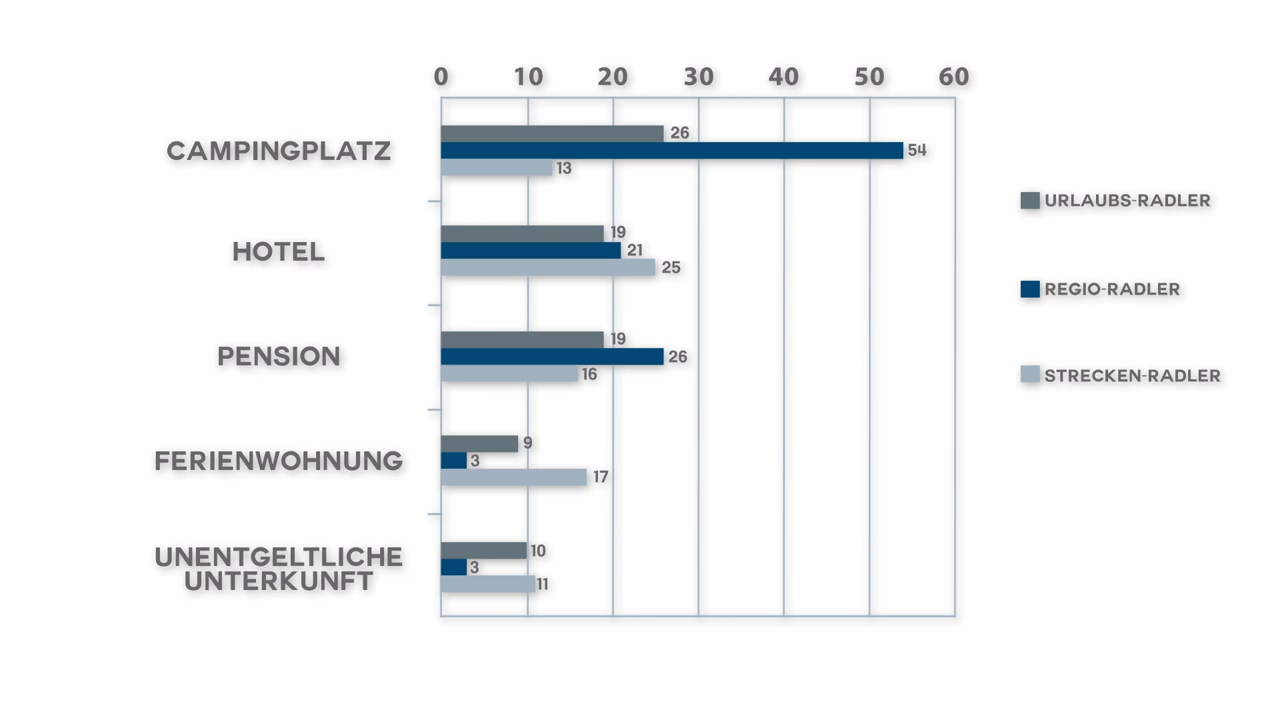 0 10 20 30 40 50 60
CAMPINGPLATZ
26
54
13
HOTEL
19
21
25
PENSION
19
26
16
FERIENWOHNUNG
9
3
17
UNENTGELTLICHE
UNTERKUNFT
10
3
11
URLAUBS-RADLER
REGIO-RADLER
STRECKEN-RADLER